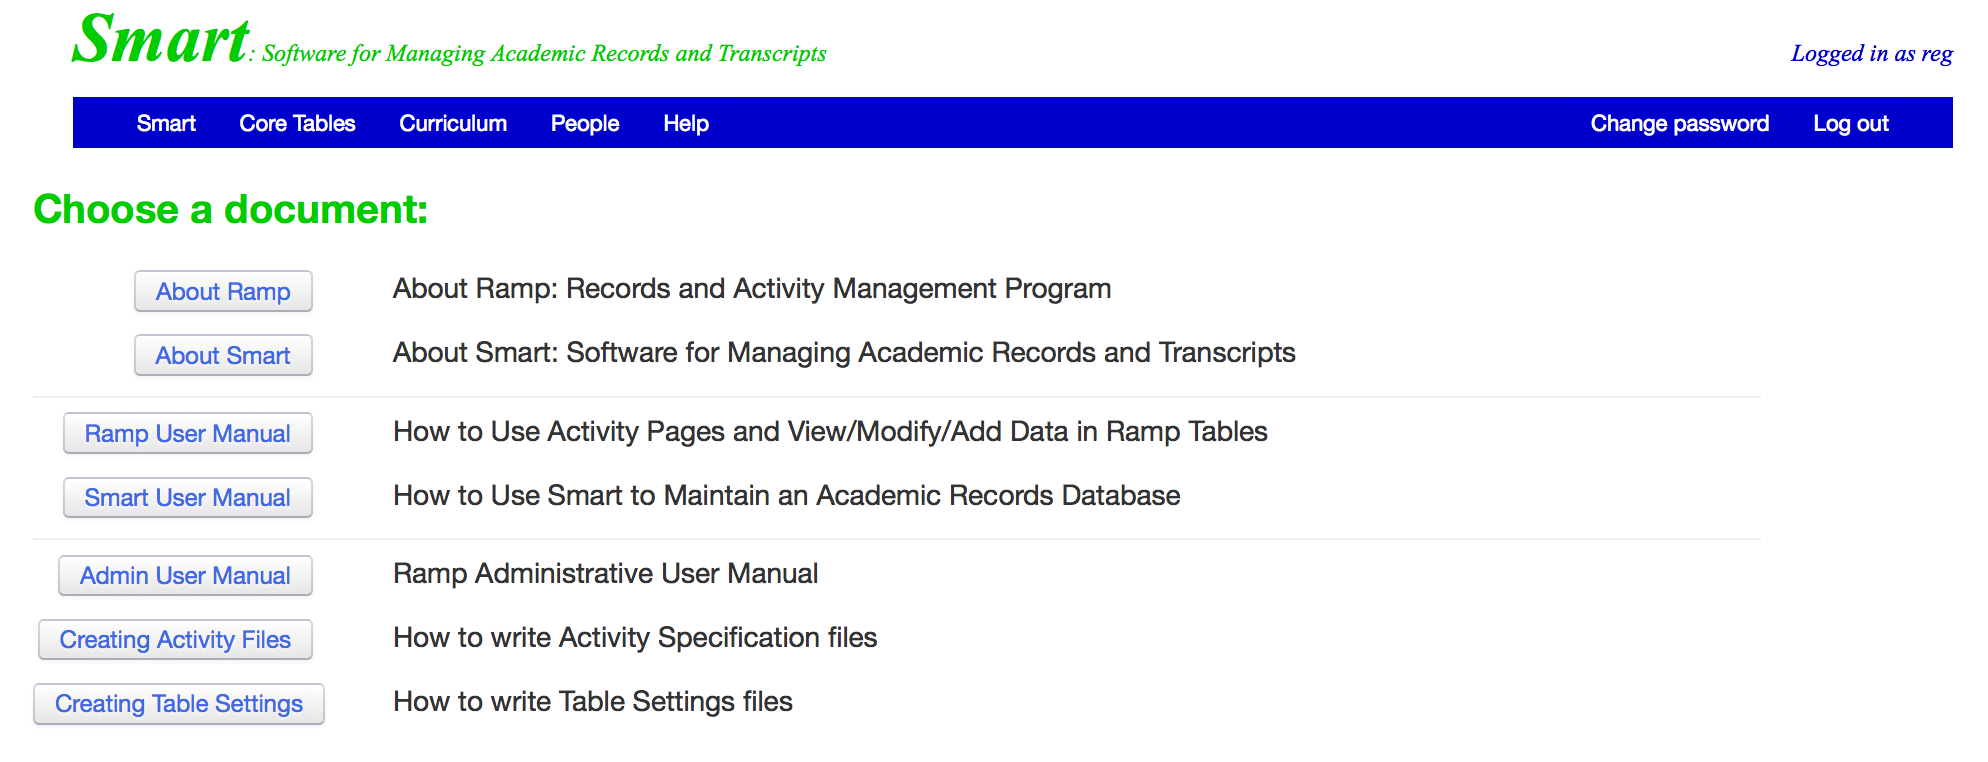 Smart: Software for Managing Academic Records and Transcripts
Logged in as reg
Smart Core Tables Curriculum People Help Change password Log out
Choose a document:
About Ramp About Ramp: Records and Activity Management Program
About Smart About Smart: Software for Managing Academic Records and Transcripts
Ramp User Manual How to Use Activity Pages and View/Modify/Add Data in Ramp Tables
Smart User Manual How to Use Smart to Maintain an Academic Records Database
Admin User Manual Ramp Administrative User Manual
Creating Activity Files How to write Activity Specification files
Creating Table Settings How to write Table Settings files